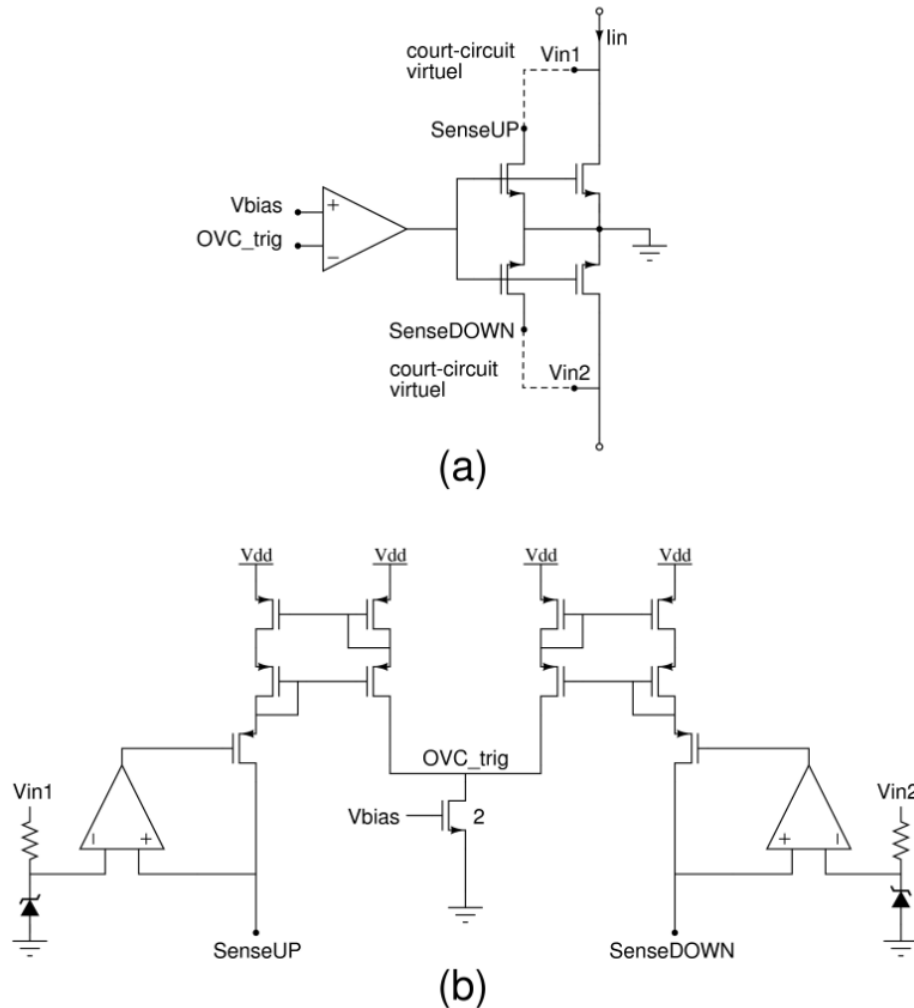 Iin
court-circuit
virtuel
Vin1
SenseUP
Vbias
+
OVC_trig
−
SenseDOWN
court-circuit
virtuel
Vin2
(a)
Vdd Vdd Vdd Vdd
OVC_trig
Vin1
Vbias
2
Vin2
− +
+ −
SenseUP
SenseDOWN
(b)